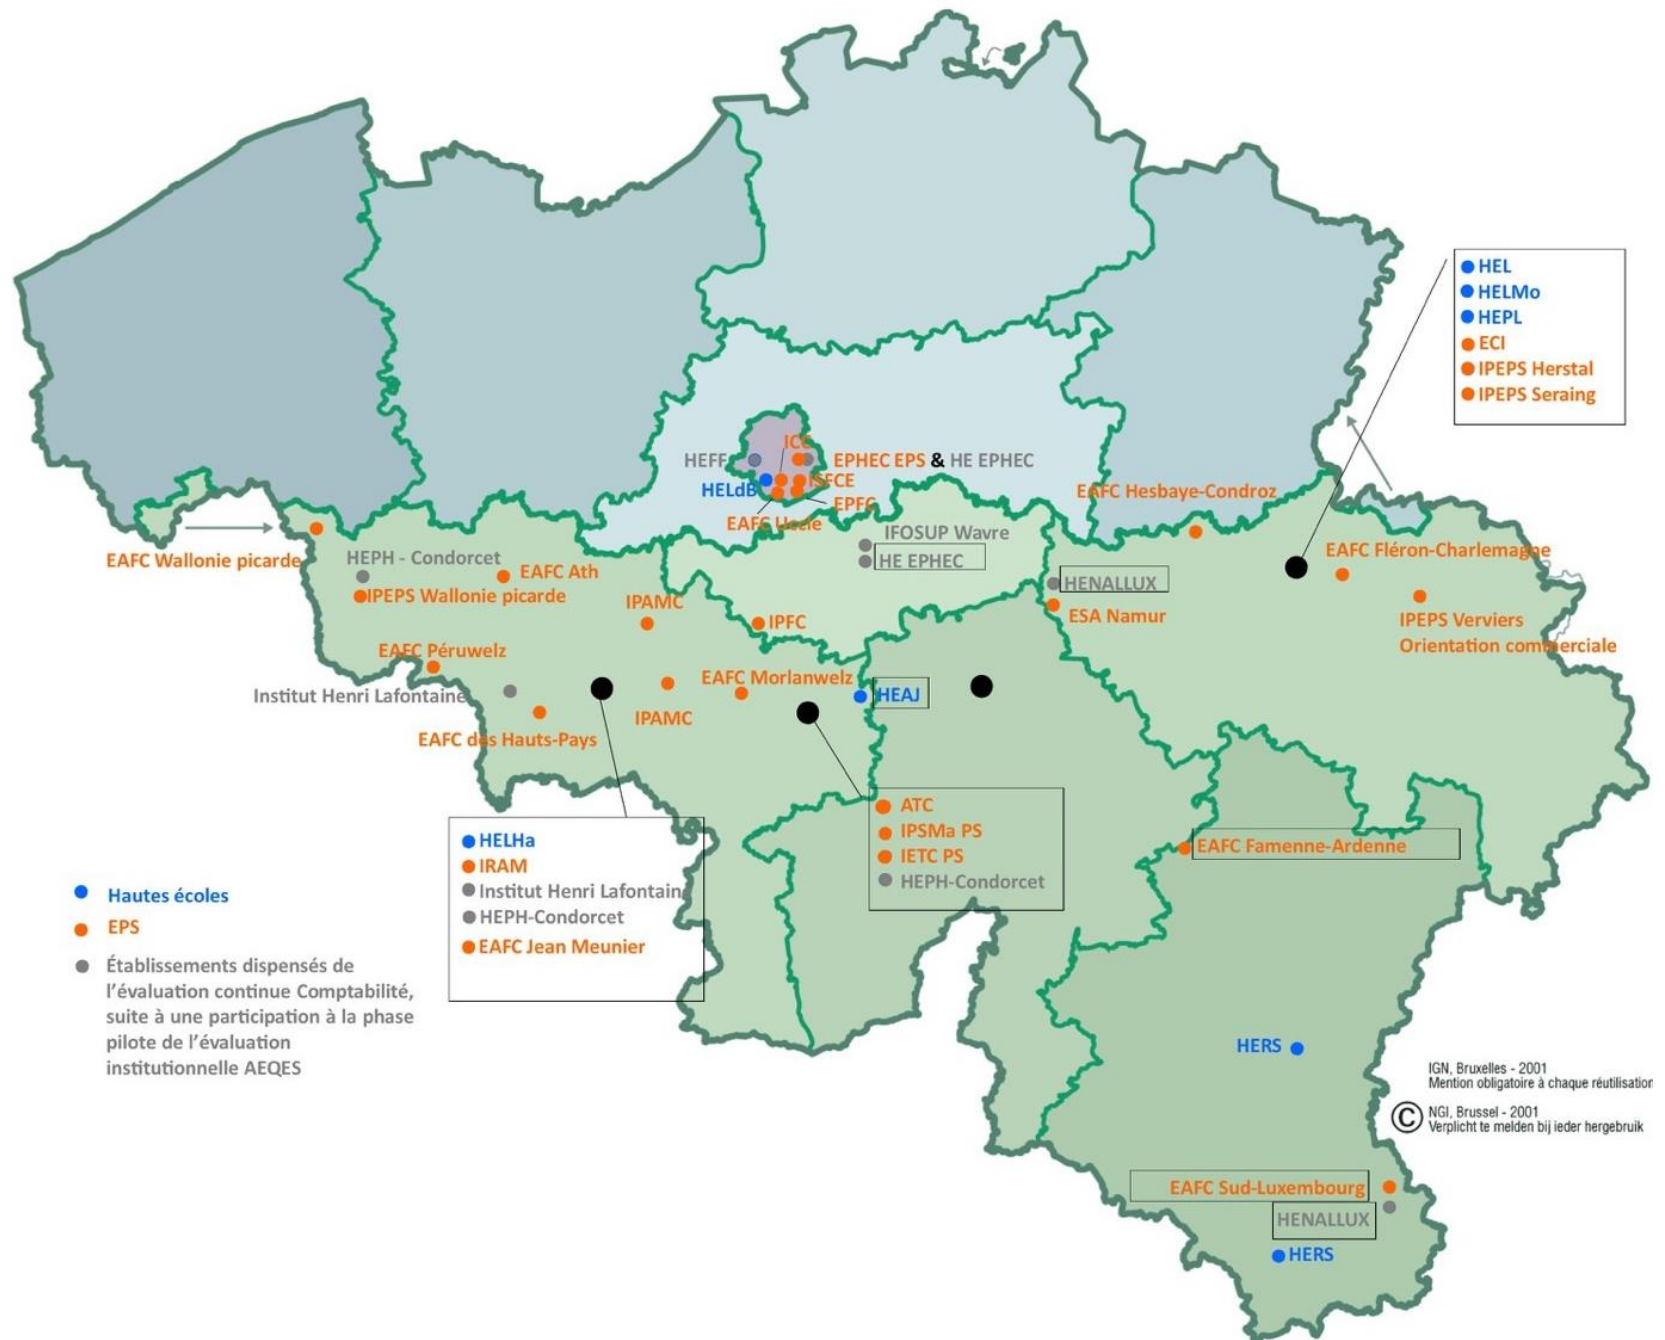 HEL
HELMo
HEPL
ECI
IPEPS Herstal
IPEPS Seraing
ICC
HEFF
EPHEC EPS & HE EPHEC
HELdB
ISFCE
EPFC
EAFC Uccle
EAFC Hesbaye-Condroz
IFOSUP Wavre
HE EPHEC
EAFC Wallonie picarde
HEPH - Condorcet
EAFC Ath
IPEPS Wallonie picarde
IPAMC
IPFC
HENALLUX
ESA Namur
EAFC Fléron-Charlemagne
IPEPS Verviers
Orientation commerciale
EAFC Péruwelz
Institut Henri Lafontaine
EAFC des Hauts-Pays
IPAMC
EAFC Morlanwelz
HEAJ
ATC
IPSMa PS
IETC PS
HEPH-Condorcet
HELHa
IRAM
Institut Henri Lafontain
HEPH-Condorcet
EAFC Jean Meunier
EAFC Famenne-Ardenne
Hautes écoles
EPS
Établissements dispensés de
l'évaluation continue Comptabilité,
suite à une participation à la phase
pilote de l'évaluation
institutionnelle AEQES
HERS
IGN, Bruxelles - 2001
Mention obligatoire à chaque réutilisation
© NGI, Brussel - 2001
Verplicht te melden bij ieder hergebruik
EAFC Sud-Luxembourg
HENALLUX
HERS